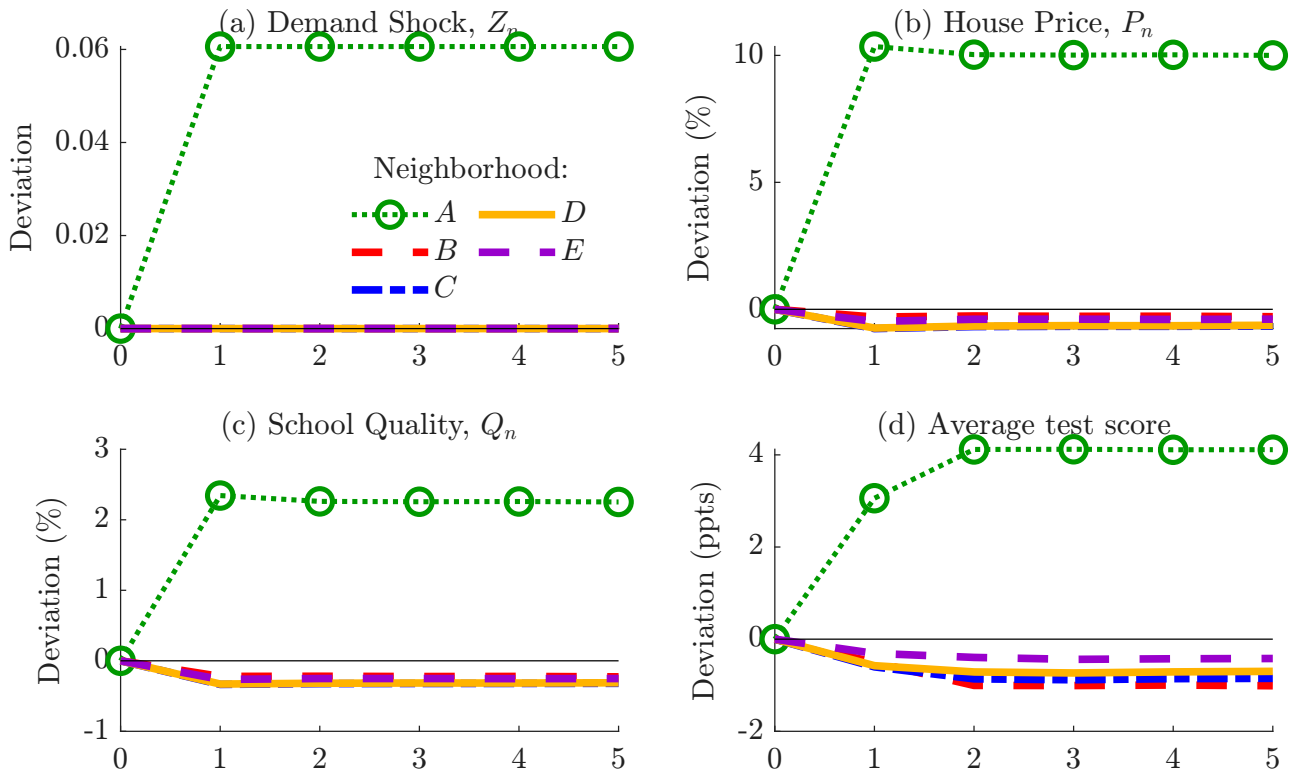 (a) Demand Shock, Zn
0.06
0.04
0.02
0
Deviation
Neighborhood:
A
D
B
E
C
0 1 2 3 4 5
(b) House Price, Pn
10
5
0
Deviation (%)
0 1 2 3 4 5
(c) School Quality, Qn
3
2
1
0
-1
Deviation (%)
0 1 2 3 4 5
(d) Average test score
4
2
0
-2
Deviation (ppts)
0 1 2 3 4 5